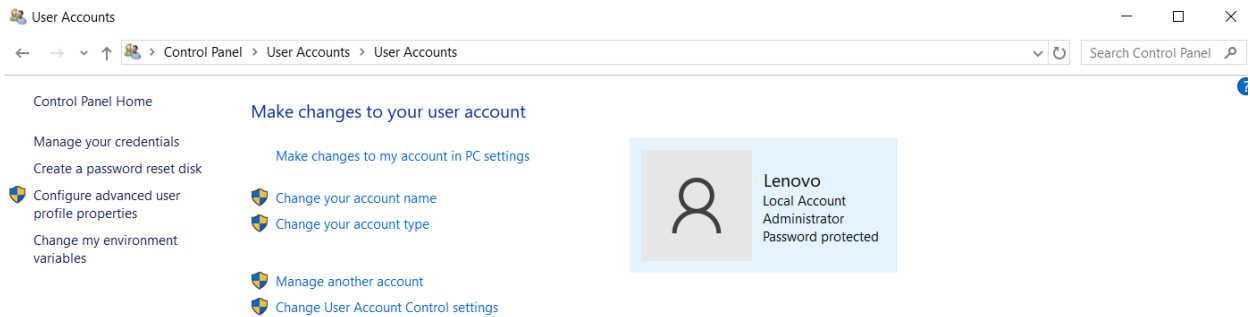 User Accounts
Control Panel > User Accounts > User Accounts
Search Control Panel
?
Control Panel Home
Manage your credentials
Create a password reset disk
Configure advanced user
profile properties
Change my environment
variables
Make changes to your user account
Make changes to my account in PC settings
Change your account name
Change your account type
Manage another account
Change User Account Control settings
Lenovo
Local Account
Administrator
Password protected